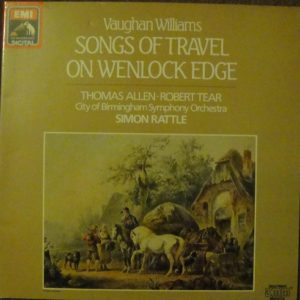 EMI
DIGITAL
Vaughan Williams
SONGS OF TRAVEL
ON WENLOCK EDGE
THOMAS ALLEN·ROBERT TEAR
City of Birmingham Symphony Orchestra
SIMON RATTLE